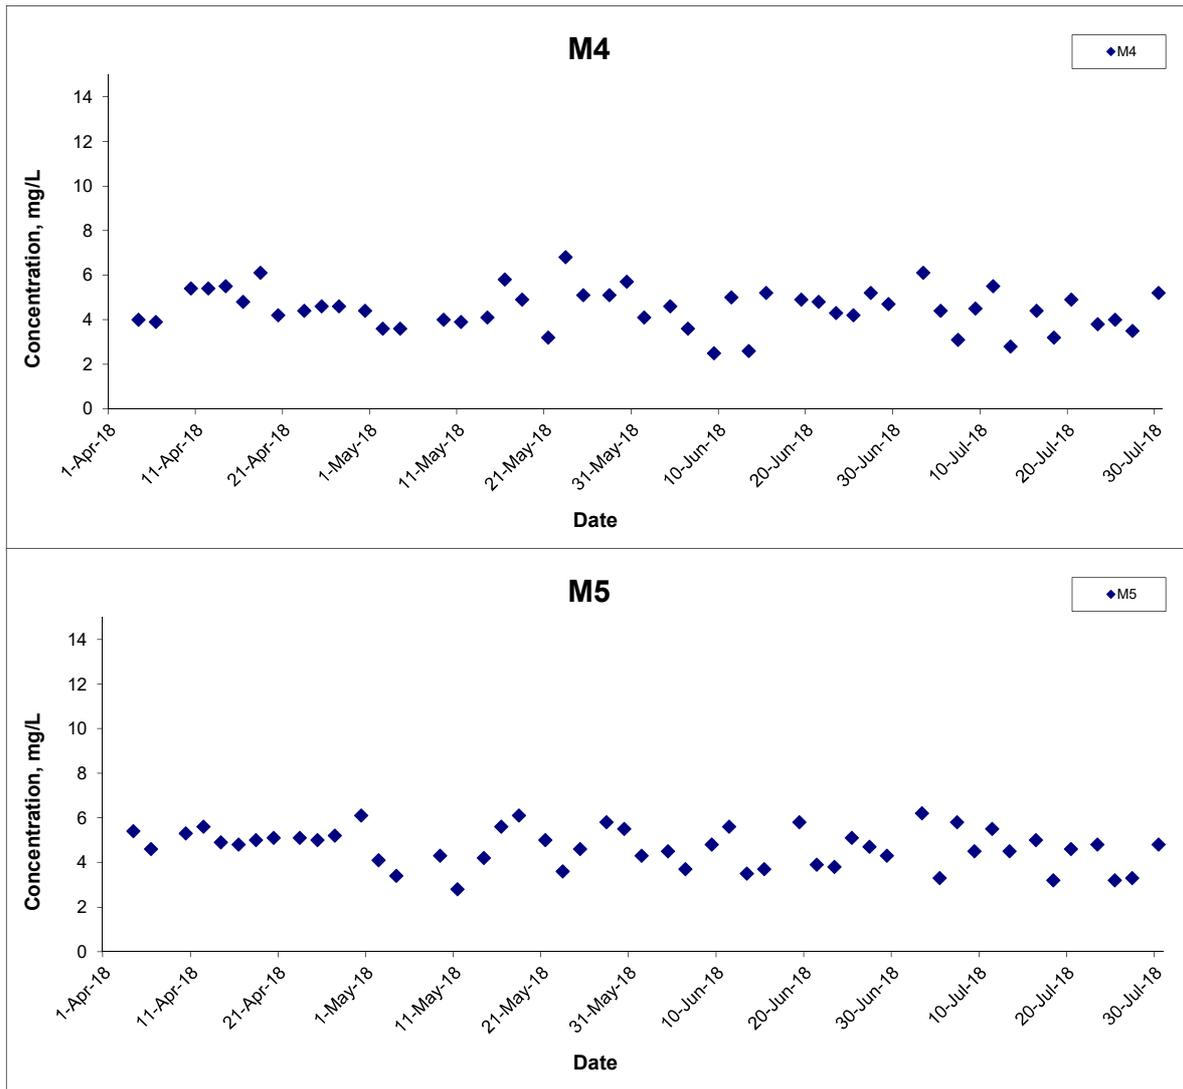 M4
M4
Concentration, mg/L
14
12
10
8
6
4
2
0
1-Apr-18
11-Apr-18
21-Apr-18
1-May-18
11-May-18
21-May-18
31-May-18
10-Jun-18
20-Jun-18
30-Jun-18
10-Jul-18
20-Jul-18
30-Jul-18
Date
M5
M5
Concentration, mg/L
14
12
10
8
6
4
2
0
1-Apr-18
11-Apr-18
21-Apr-18
1-May-18
11-May-18
21-May-18
31-May-18
10-Jun-18
20-Jun-18
30-Jun-18
10-Jul-18
20-Jul-18
30-Jul-18
Date